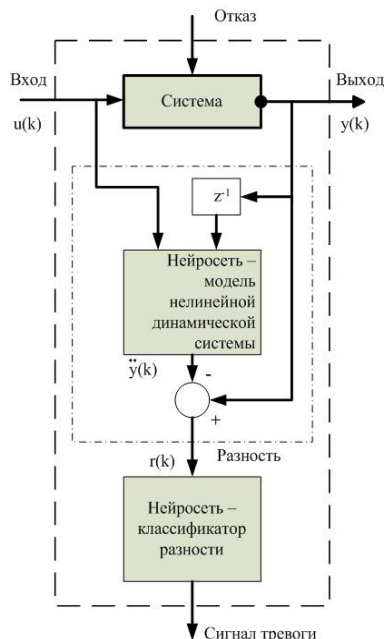 Отказ
Вход
Выход
Система
u(k)
y(k)
z-1
Нейросеть –
модель
нелинейной
динамической
системы
ÿ(k)
-
+
r(k)
Разность
Нейросеть –
классификатор
разности
Сигнал тревоги